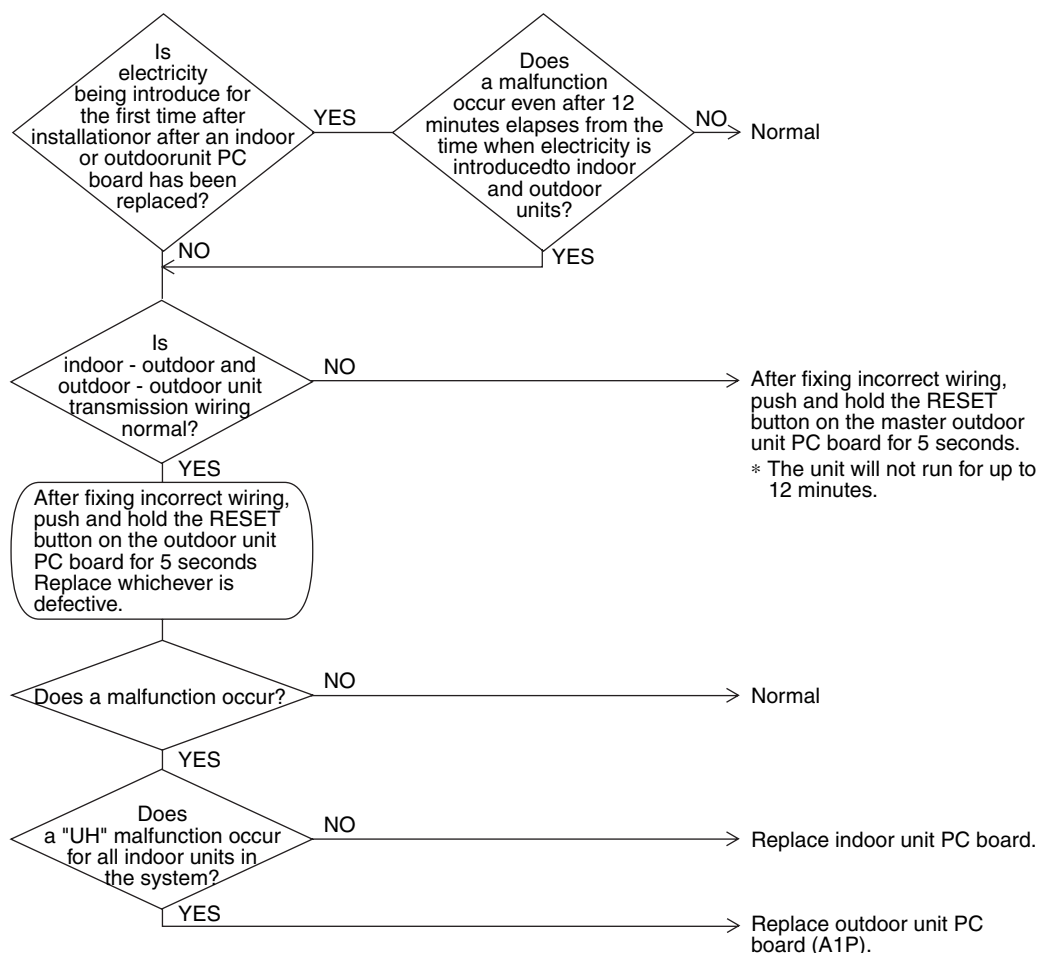 Is
electricity
being introduce for
the first time after
installationor after an indoor
or outdoorunit PC
board has been
replaced?
YES
Does
a malfunction
occur even after 12
minutes elapses from the
time when electricity is
introducedto indoor
and outdoor
units?
NO
Normal
NO
YES
Is
indoor - outdoor and
outdoor - outdoor unit
transmission wiring
normal?
NO
After fixing incorrect wiring,
push and hold the RESET
button on the master outdoor
unit PC board for 5 seconds.
* The unit will not run for up to
12 minutes.
YES
After fixing incorrect wiring,
push and hold the RESET
button on the outdoor unit
PC board for 5 seconds
Replace whichever is
defective.
Does a malfunction occur?
NO
Normal
YES
Does
a "UH" malfunction occur
for all indoor units in
the system?
NO
Replace indoor unit PC board.
YES
Replace outdoor unit PC
board (A1P).